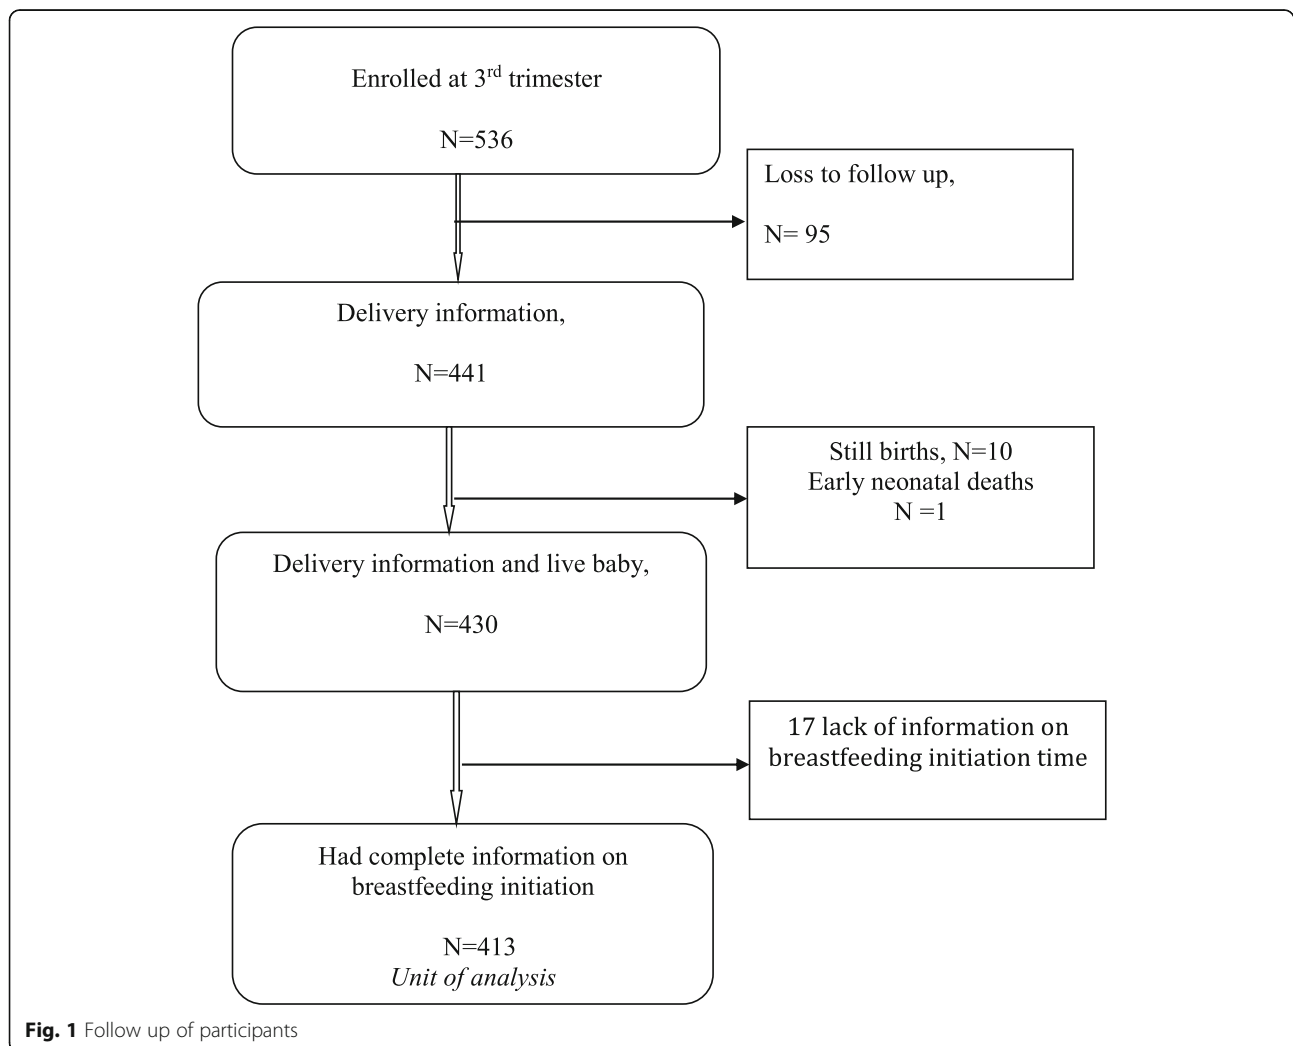 Enrolled at 3rd trimester
N=536
Loss to follow up,
N= 95
Delivery information,
N=441
Still births, N=10
Early neonatal deaths
N =1
Delivery information and live baby,
N=430
17 lack of information on
breastfeeding initiation time
Had complete information on
breastfeeding initiation
N=413
Unit of analysis
Fig. 1 Follow up of participants